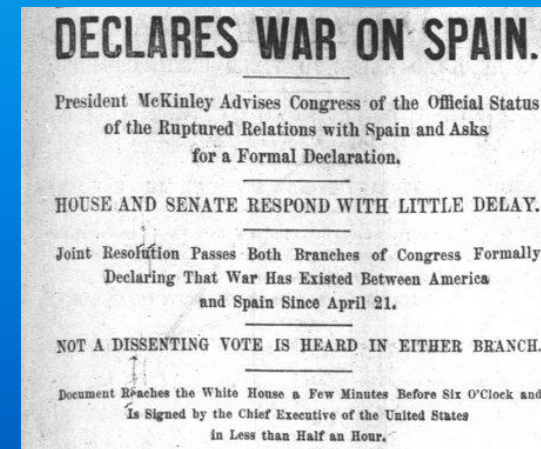 DECLARES WAR ON SPAIN.
President McKinley Advises Congress of the Official Status
of the Ruptured Relations with Spain and Asks
for a Formal Declaration.
HOUSE AND SENATE RESPOND WITH LITTLE DELAY.
Joint Resolution Passes Both Branches of Congress Formally
Declaring That War Has Existed Between America
and Spain Since April 21.
NOT A DISSENTING VOTE IS HEARD IN EITHER BRANCH.
Document Reaches the White House a Few Minutes Before Six O'Clock and
Is Signed by the Chief Executive of the United States
in Less than Half an Hour.